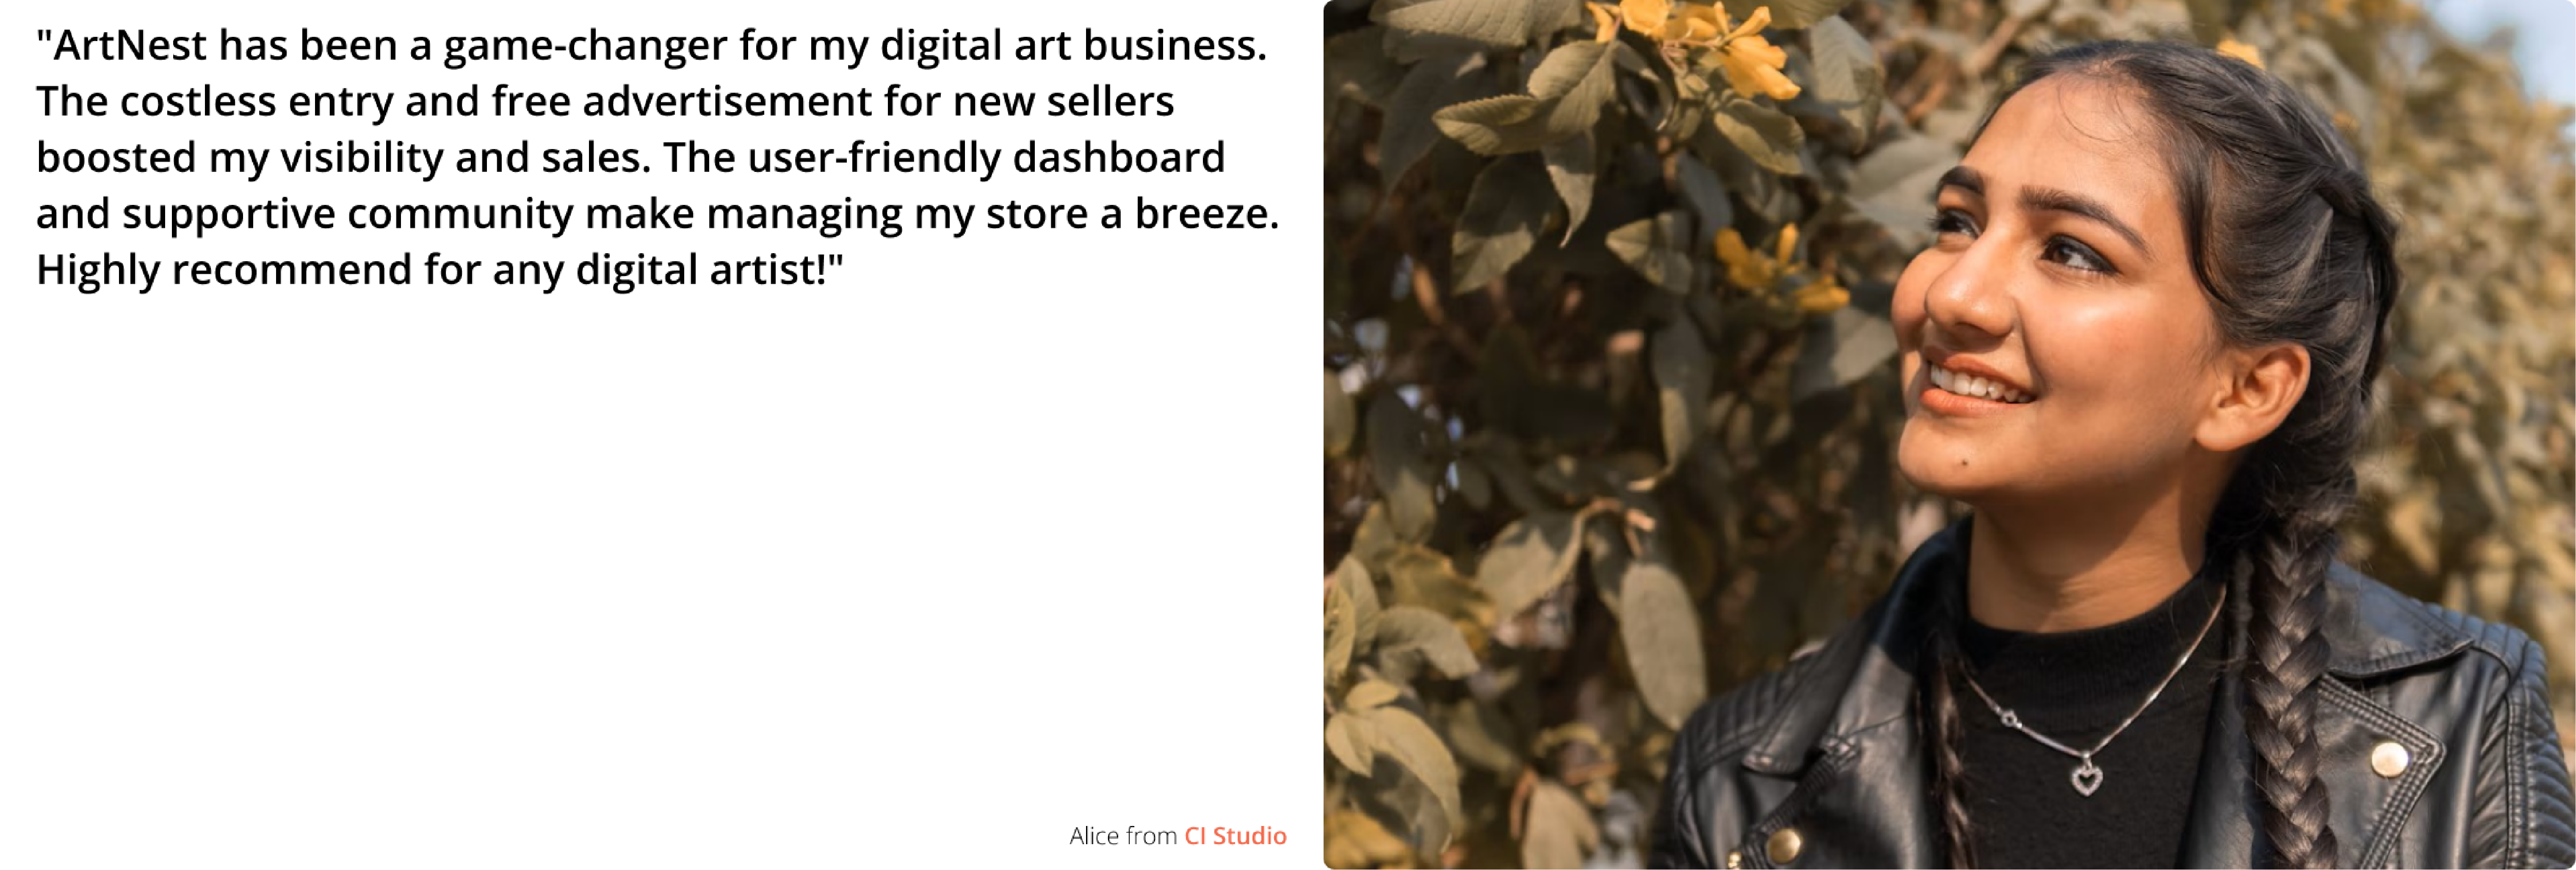 "ArtNest has been a game-changer for my digital art business.
The costless entry and free advertisement for new sellers
boosted my visibility and sales. The user-friendly dashboard
and supportive community make managing my store a breeze.
Highly recommend for any digital artist!"
Alice from CI Studio